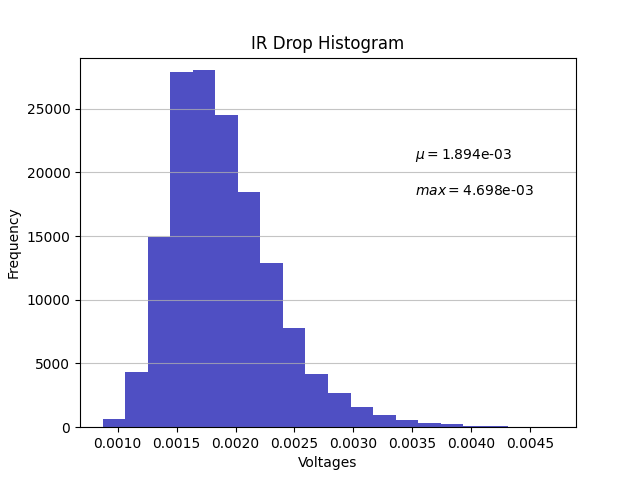 IR Drop Histogram
25000
20000
15000
10000
5000
0
Frequency
μ = 1.894e-03
max = 4.698e-03
0.0010 0.0015 0.0020 0.0025 0.0030 0.0035 0.0040 0.0045
Voltages